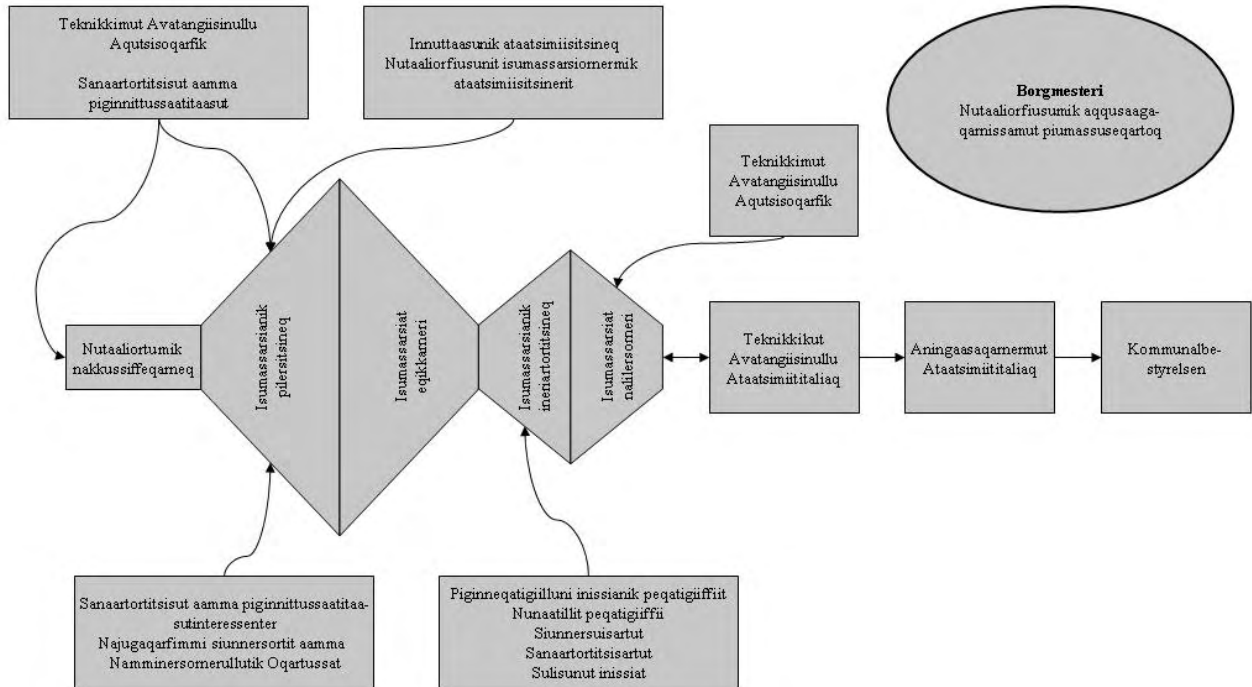 Teknikkimut Avatangiisinullu
Aqutsisoqarfik
Sanaartortitsisut aamma
piginnittussaatitaasut
Innuttaasunik ataatsimiisitsineq
Nutaaliorfiusunit isumassarsiornermik
ataatsimiisitsinerit
Borgmesteri
Nutaaliorfiusumik aqqusaaga-
qarnissamut piumassuseqartoq
Teknikkimut
Avatangiisinullu
Aqutsisoqarfik
Nutaaliortumik
nakkussiffeqarneq
Isumassarsianik
pilersitsineq
Isumassarsiat
eqikkarneri
Isumassarsianik
ineriartortitsineq
Isumassarsiat
nalilersorneri
Teknikkikut
Avatangiisinullu
Ataatsimiititaliaq
Aningaasaqarnermut
Ataatsimiititaliaq
Kommunalbe-
styrelsen
Sanaartortitsisut aamma piginnittussaatitaa-
sutinteressenter
Najugaqarfimmi siunnersortit aamma
Namminersornerullutik Oqartussat
Piginneqatigiilluni inissianik peqatigiiffiit
Nunaatillit peqatigiiffii
Siunnersuisartut
Sanaartortitsisartut
Sulisunut inissiat